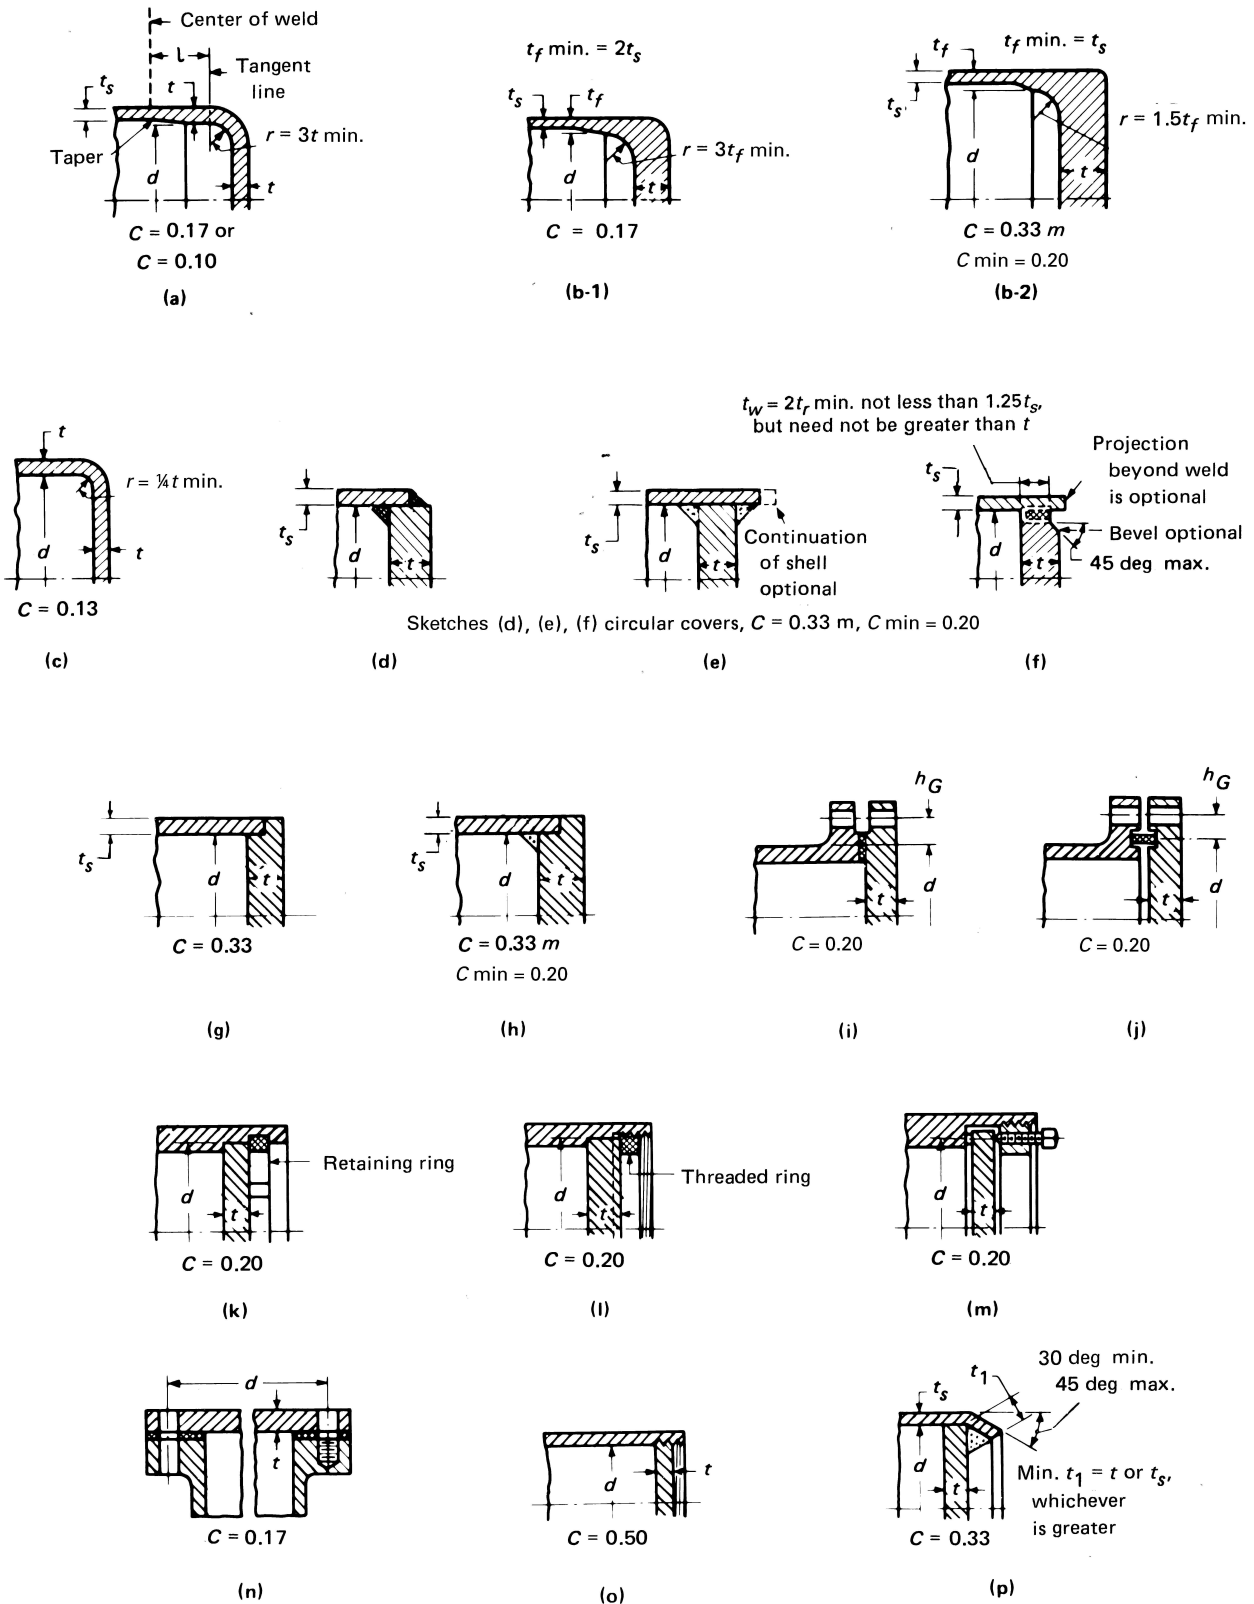 Center of weld
l
Tangent
line
t_s
t
r = 3t min.
Taper
d
t
C = 0.17 or
C = 0.10
(a)
t_f min. = 2t_s
t_s
t_f
r = 3t_f min.
d
t
C = 0.17
(b-1)
t_f
t_f min. = t_s
t_s
r = 1.5t_f min.
d
t
C = 0.33 m
C min = 0.20
(b-2)
t
r = ¼t min.
d
t
C = 0.13
(c)
t_s
d
t
(d)
t_s
d
t
Continuation
of shell
optional
(e)
t_w = 2t_r min. not less than 1.25t_s,
but need not be greater than t
Projection
beyond weld
is optional
t_s
Bevel optional
45 deg max.
d
t
Sketches (d), (e), (f) circular covers, C = 0.33 m, C min = 0.20
(f)
t_s
d
t
C = 0.33
(g)
t_s
d
t
C = 0.33 m
C min = 0.20
(h)
h_G
d
t
C = 0.20
(i)
h_G
d
t
C = 0.20
(j)
Retaining ring
d
t
C = 0.20
(k)
Threaded ring
d
t
C = 0.20
(l)
d
t
C = 0.20
(m)
d
t
C = 0.17
(n)
d
t
C = 0.50
(o)
30 deg min.
45 deg max.
t_1
t_s
d
t
Min. t_1 = t or t_s,
whichever
is greater
C = 0.33
(p)